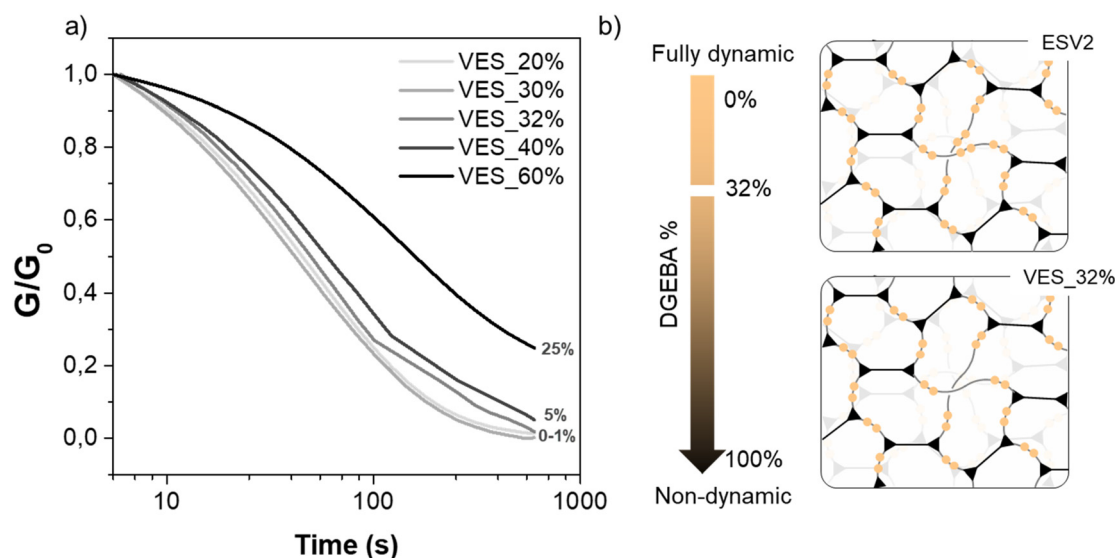 a)
G/G0
1,0
0,8
0,6
0,4
0,2
0,0
VES_20%
VES_30%
VES_32%
VES_40%
VES_60%
25%
5%
0-1%
10
100
1000
Time (s)
b)
Fully dynamic
0%
32%
DGEBA %
100%
Non-dynamic
ESV2
VES_32%